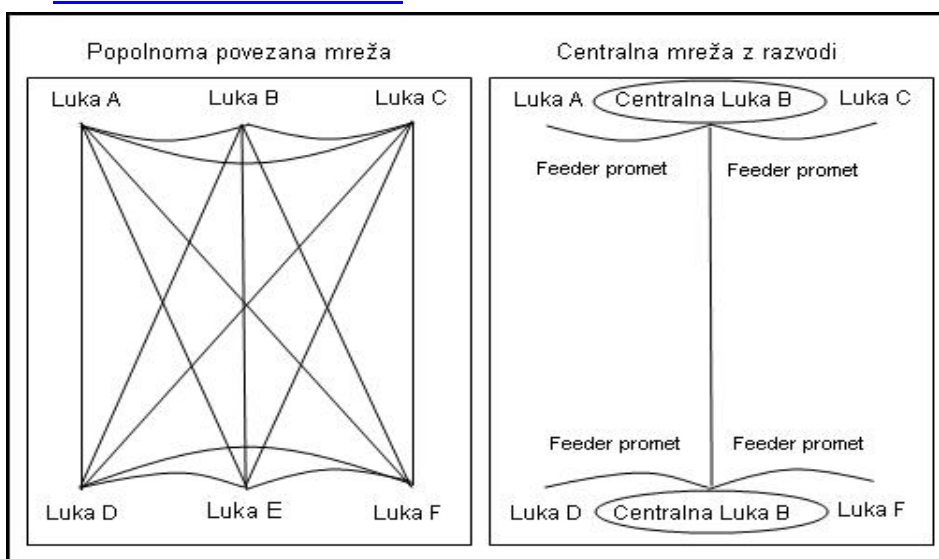 Popolnoma povezana mreža
Luka A
Luka B
Luka C
Luka D
Luka E
Luka F
Centralna mreža z razvodi
Luka A
Centralna Luka B
Luka C
Feeder promet
Feeder promet
Feeder promet
Feeder promet
Luka D
Centralna Luka B
Luka F